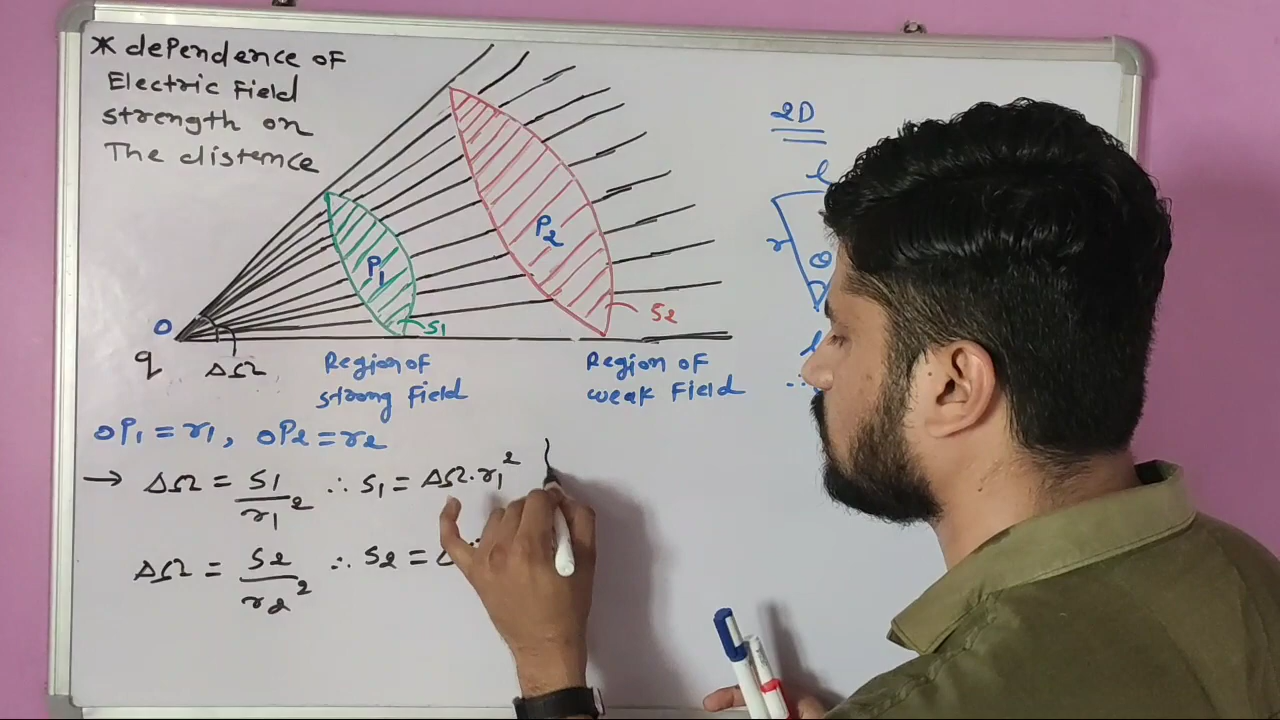 * dependence of
Electric Field
strength on
The distence
P1
P2
S1
S2
O
q
ΔΩ
Region of
strong Field
Region of
weak Field
OP1 = r1, OP2 = r2
→ ΔΩ = S1/r1² ∴ S1 = ΔΩ·r1²
ΔΩ = S2/r2² ∴ S2 =
2D
l
r
θ